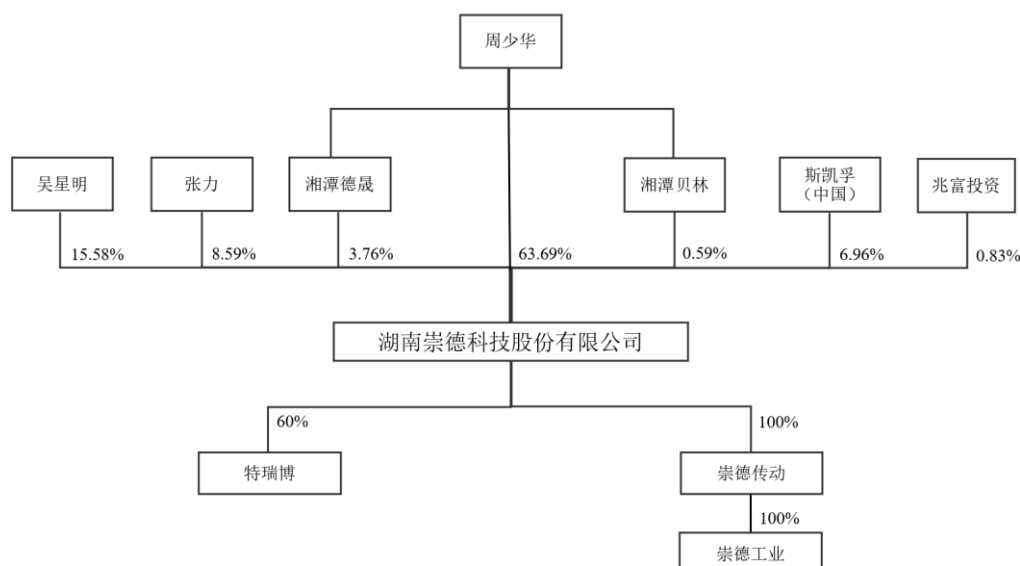 周少华
吴星明
张力
湘潭德晟
湘潭贝林
斯凯孚
（中国）
兆富投资
15.58%
8.59%
3.76%
63.69%
0.59%
6.96%
0.83%
湖南崇德科技股份有限公司
60%
100%
特瑞博
崇德传动
100%
崇德工业